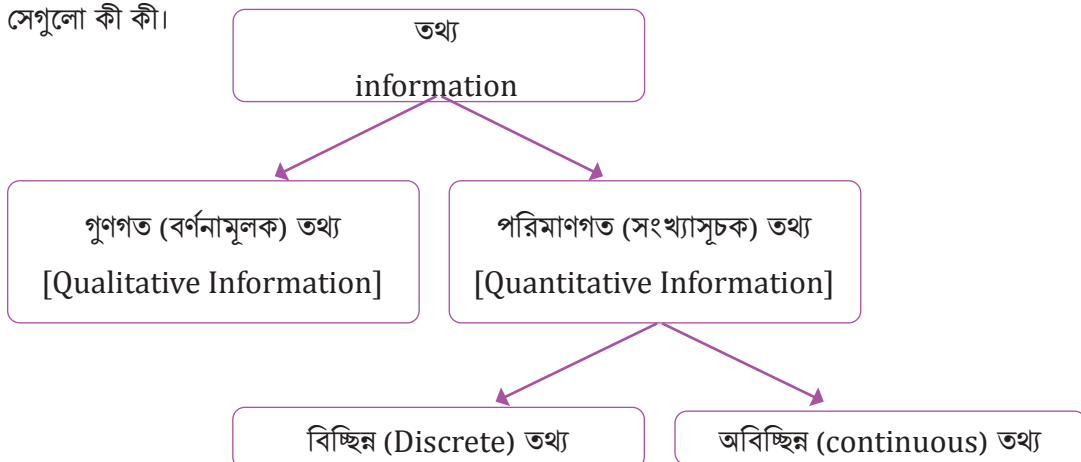 সেগুলো কী কী।
তথ্য
information
গুণগত (বর্ণনামূলক) তথ্য
[Qualitative Information]
পরিমাণগত (সংখ্যাসূচক) তথ্য
[Quantitative Information]
বিচ্ছিন্ন (Discrete) তথ্য
অবিচ্ছিন্ন (continuous) তথ্য